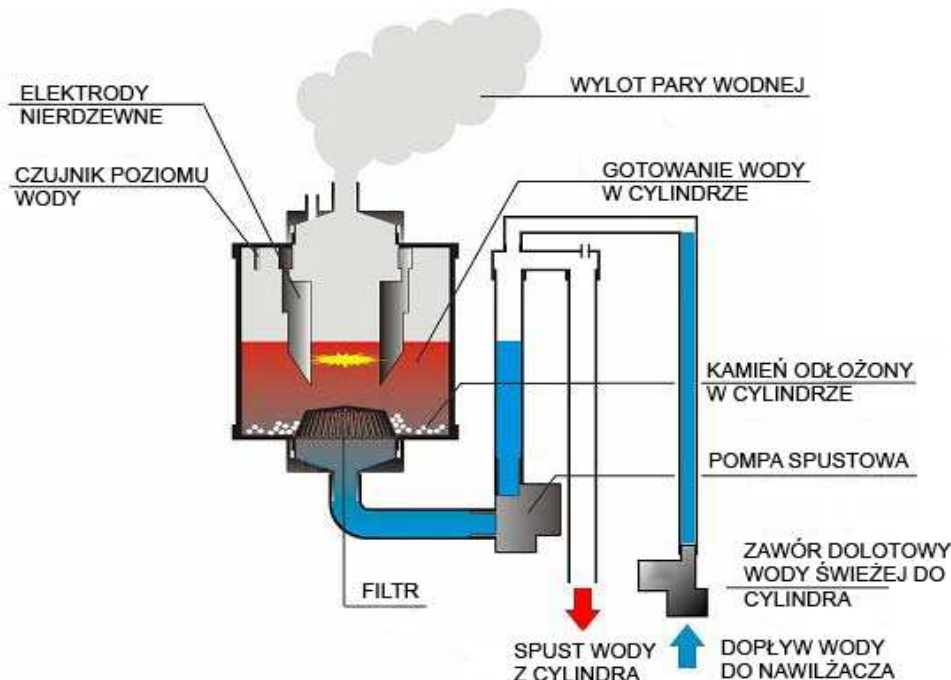 ELEKTRODY
NIERDZEWNE
CZUJNIK POZIOMU
WODY
WYLOT PARY WODNEJ
GOTOWANIE WODY
W CYLINDRZE
KAMIEŃ ODŁOŻONY
W CYLINDRZE
POMPA SPUSTOWA
ZAWÓR DOLOTOWY
WODY ŚWIEŻEJ DO
CYLINDRA
FILTR
SPUST WODY
Z CYLINDRA
DOPŁYW WODY
DO NAWILŻACZA